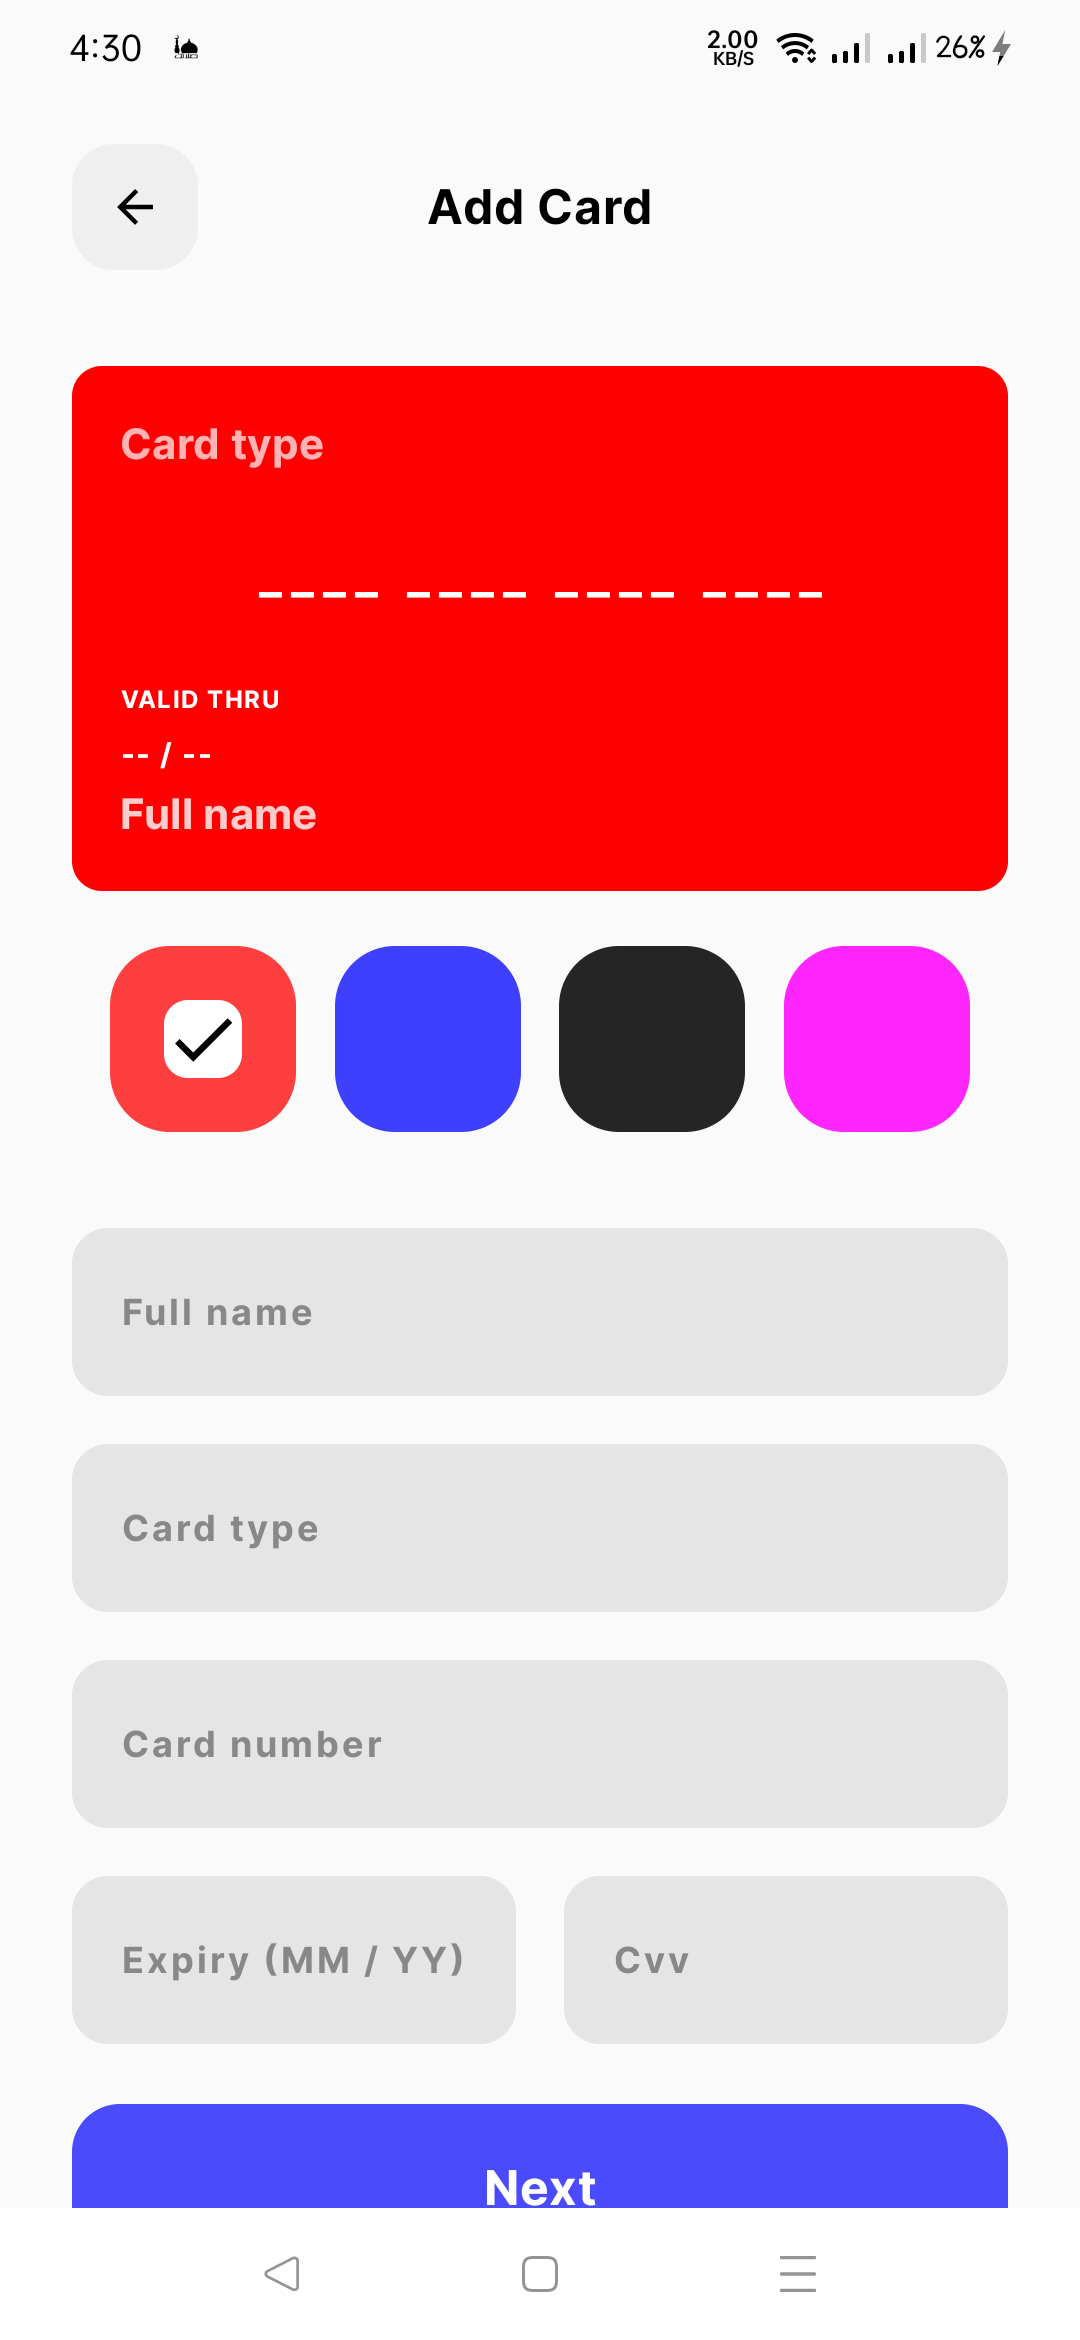 4:30
2.00
KB/S
26%
Add Card
Card type
---- ---- ---- ----
VALID THRU
-- / --
Full name
Full name
Card type
Card number
Expiry (MM / YY)
Cvv
Next